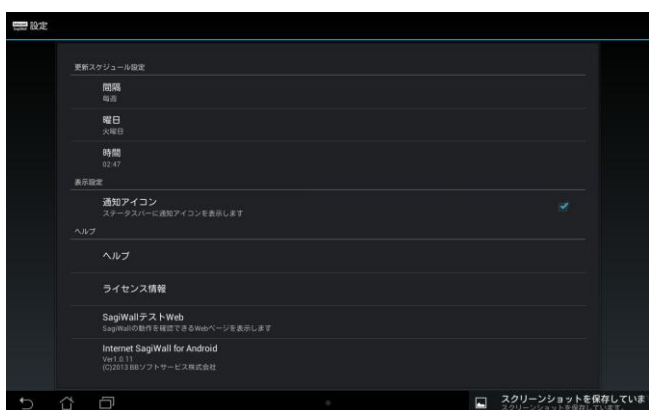 設定
更新スケジュール設定
間隔
毎週
曜日
火曜日
時間
02:47
表示設定
通知アイコン
ステータスバーに通知アイコンを表示します
ヘルプ
ヘルプ
ライセンス情報
SagiWallテストWeb
SagiWallの動作を確認できるWebページを表示します
Internet SagiWall for Android
Ver1.0.11
(C)2013 BBソフトサービス株式会社
スクリーンショットを保存していま
スクリーンショットを保存しています。